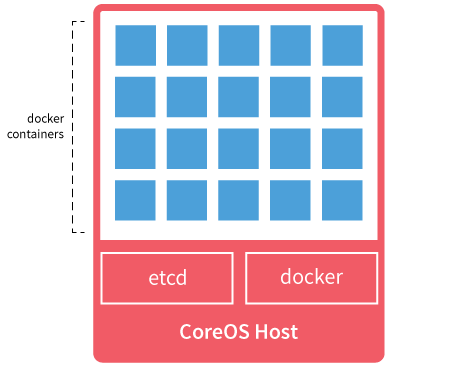 docker
containers
etcd
docker
CoreOS Host